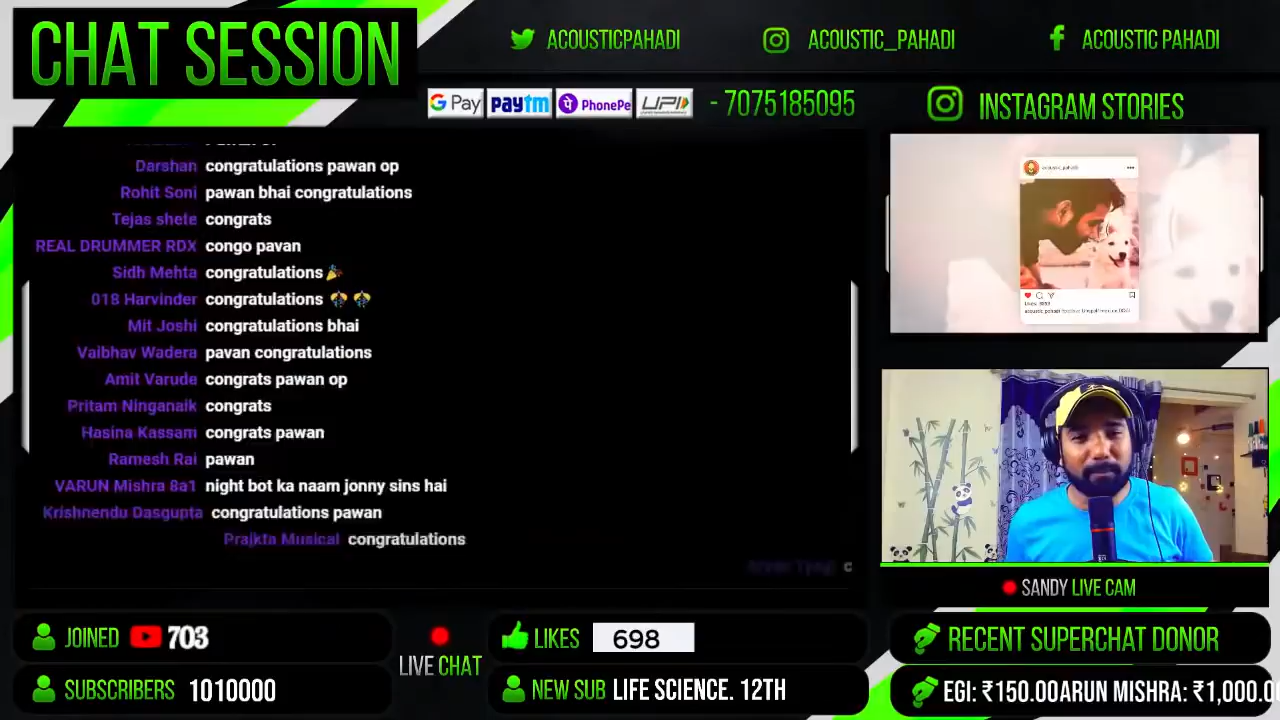 CHAT SESSION
ACOUSTICPAHADI
ACOUSTIC_PAHADI
ACOUSTIC PAHADI
G Pay paytm PhonePe UPI - 7075185095
INSTAGRAM STORIES
Darshan congratulations pawan op
Rohit Soni pawan bhai congratulations
Tejas shete congrats
REAL DRUMMER RDX congo pavan
Sidh Mehta congratulations 🎉
018 Harvinder congratulations 🎊 🎊
Mit Joshi congratulations bhai
Vaibhav Wadera pavan congratulations
Amit Varude congrats pawan op
Pritam Ninganaik congrats
Hasina Kassam congrats pawan
Ramesh Rai pawan
VARUN Mishra 8a1 night bot ka naam jonny sins hai
Krishnendu Dasgupta congratulations pawan
Prajkta Musical congratulations
c
acoustic_pahadi
SANDY LIVE CAM
JOINED 703
LIVE CHAT
LIKES 698
RECENT SUPERCHAT DONOR
SUBSCRIBERS 1010000
NEW SUB LIFE SCIENCE. 12TH
EGI: ₹150.00ARUN MISHRA: ₹1,000.0